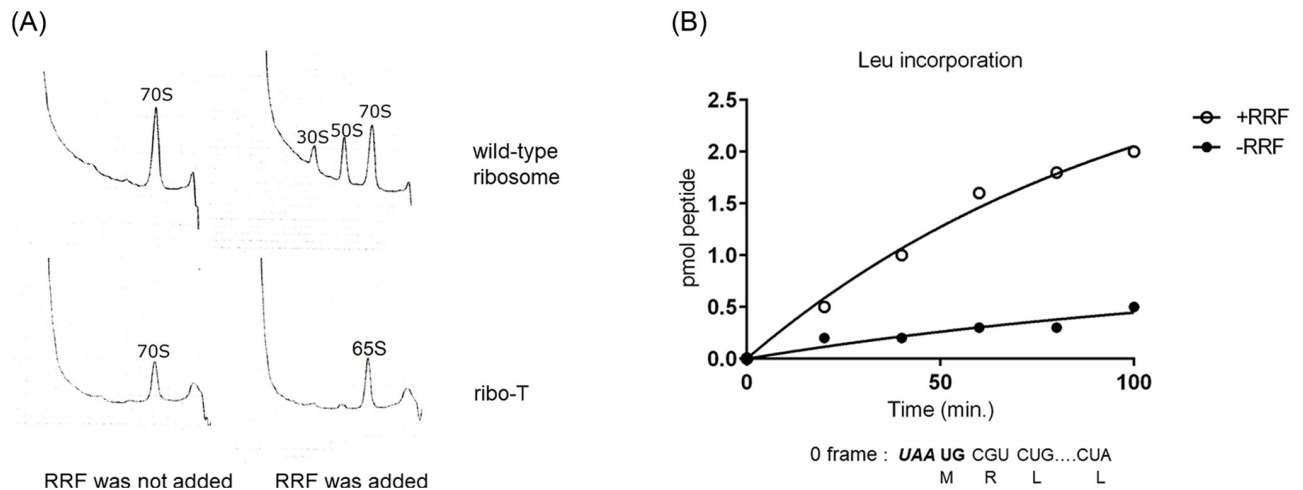 (A)
70S
30S 50S 70S
wild-type
ribosome
70S
65S
ribo-T
RRF was not added
RRF was added
(B)
Leu incorporation
pmol peptide
2.5
2.0
1.5
1.0
0.5
0.0
0 50 100
Time (min.)
+RRF
-RRF
0 frame : UAA UG CGU CUG....CUA
M R L L